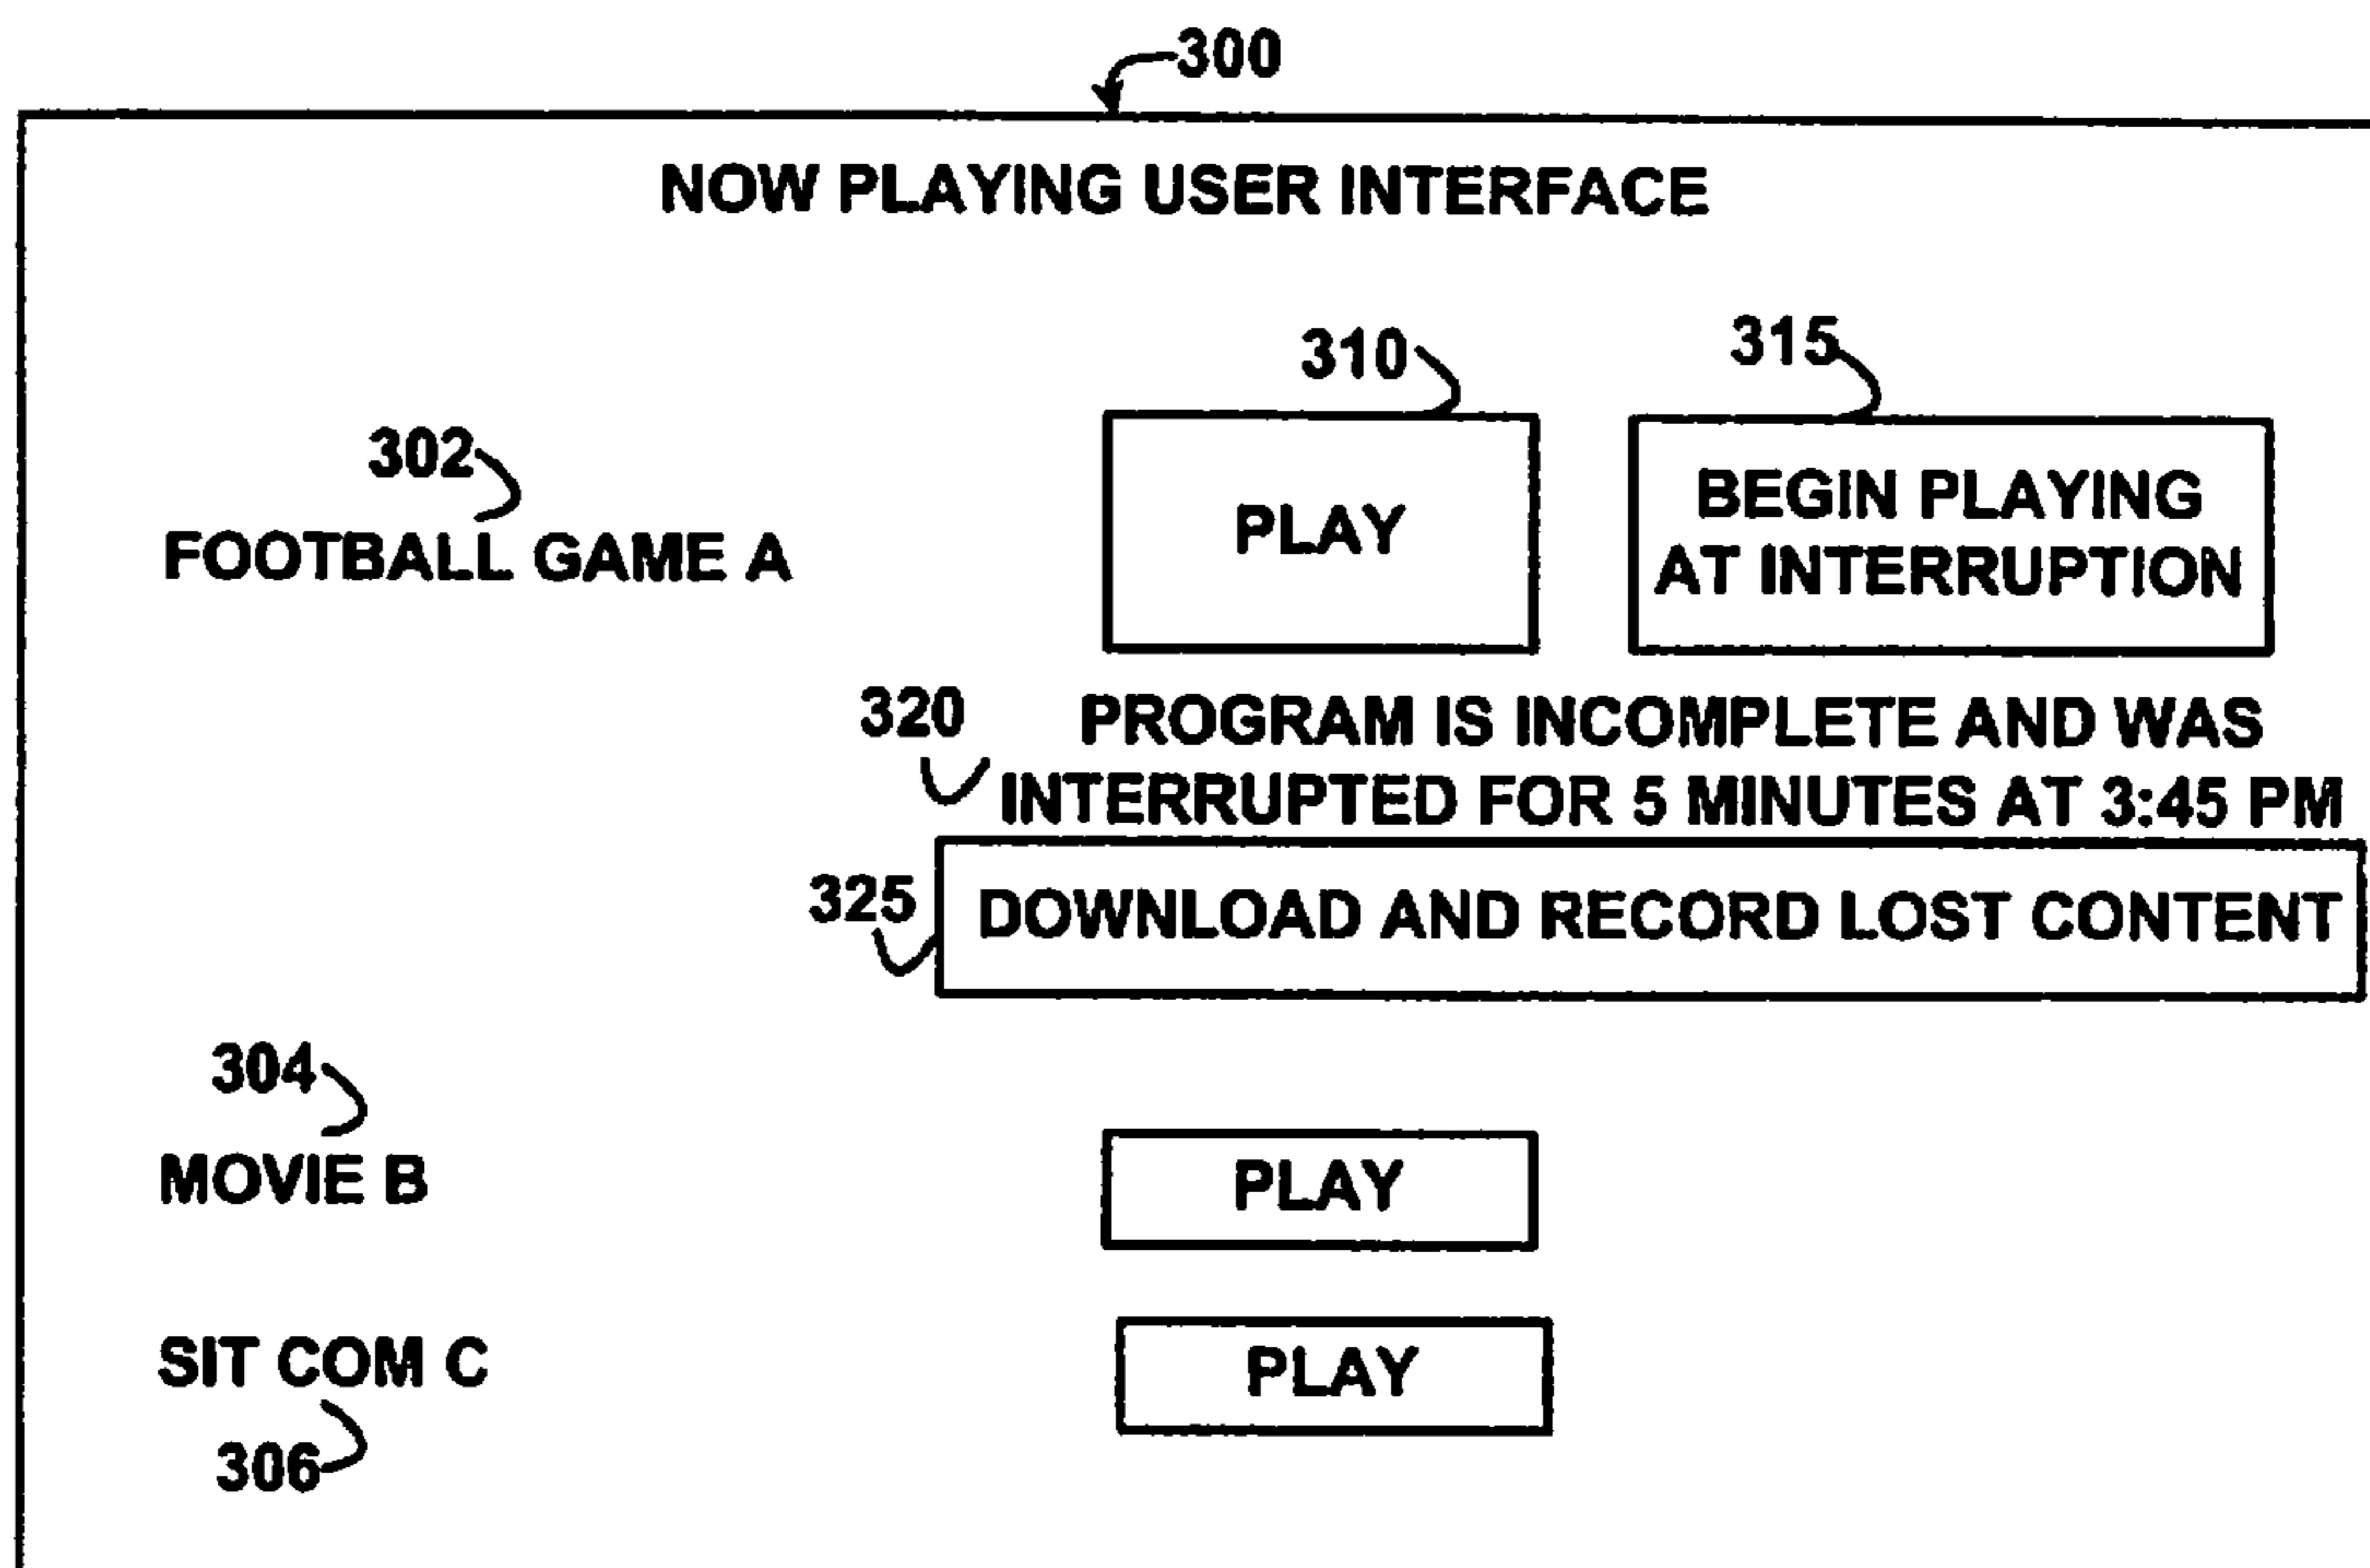 300
NOW PLAYING USER INTERFACE
310
315
302
FOOTBALL GAME A
PLAY
BEGIN PLAYING
AT INTERRUPTION
320
PROGRAM IS INCOMPLETE AND WAS
INTERRUPTED FOR 5 MINUTES AT 3:45 PM
325
DOWNLOAD AND RECORD LOST CONTENT
304
MOVIE B
PLAY
SIT COM C
PLAY
306